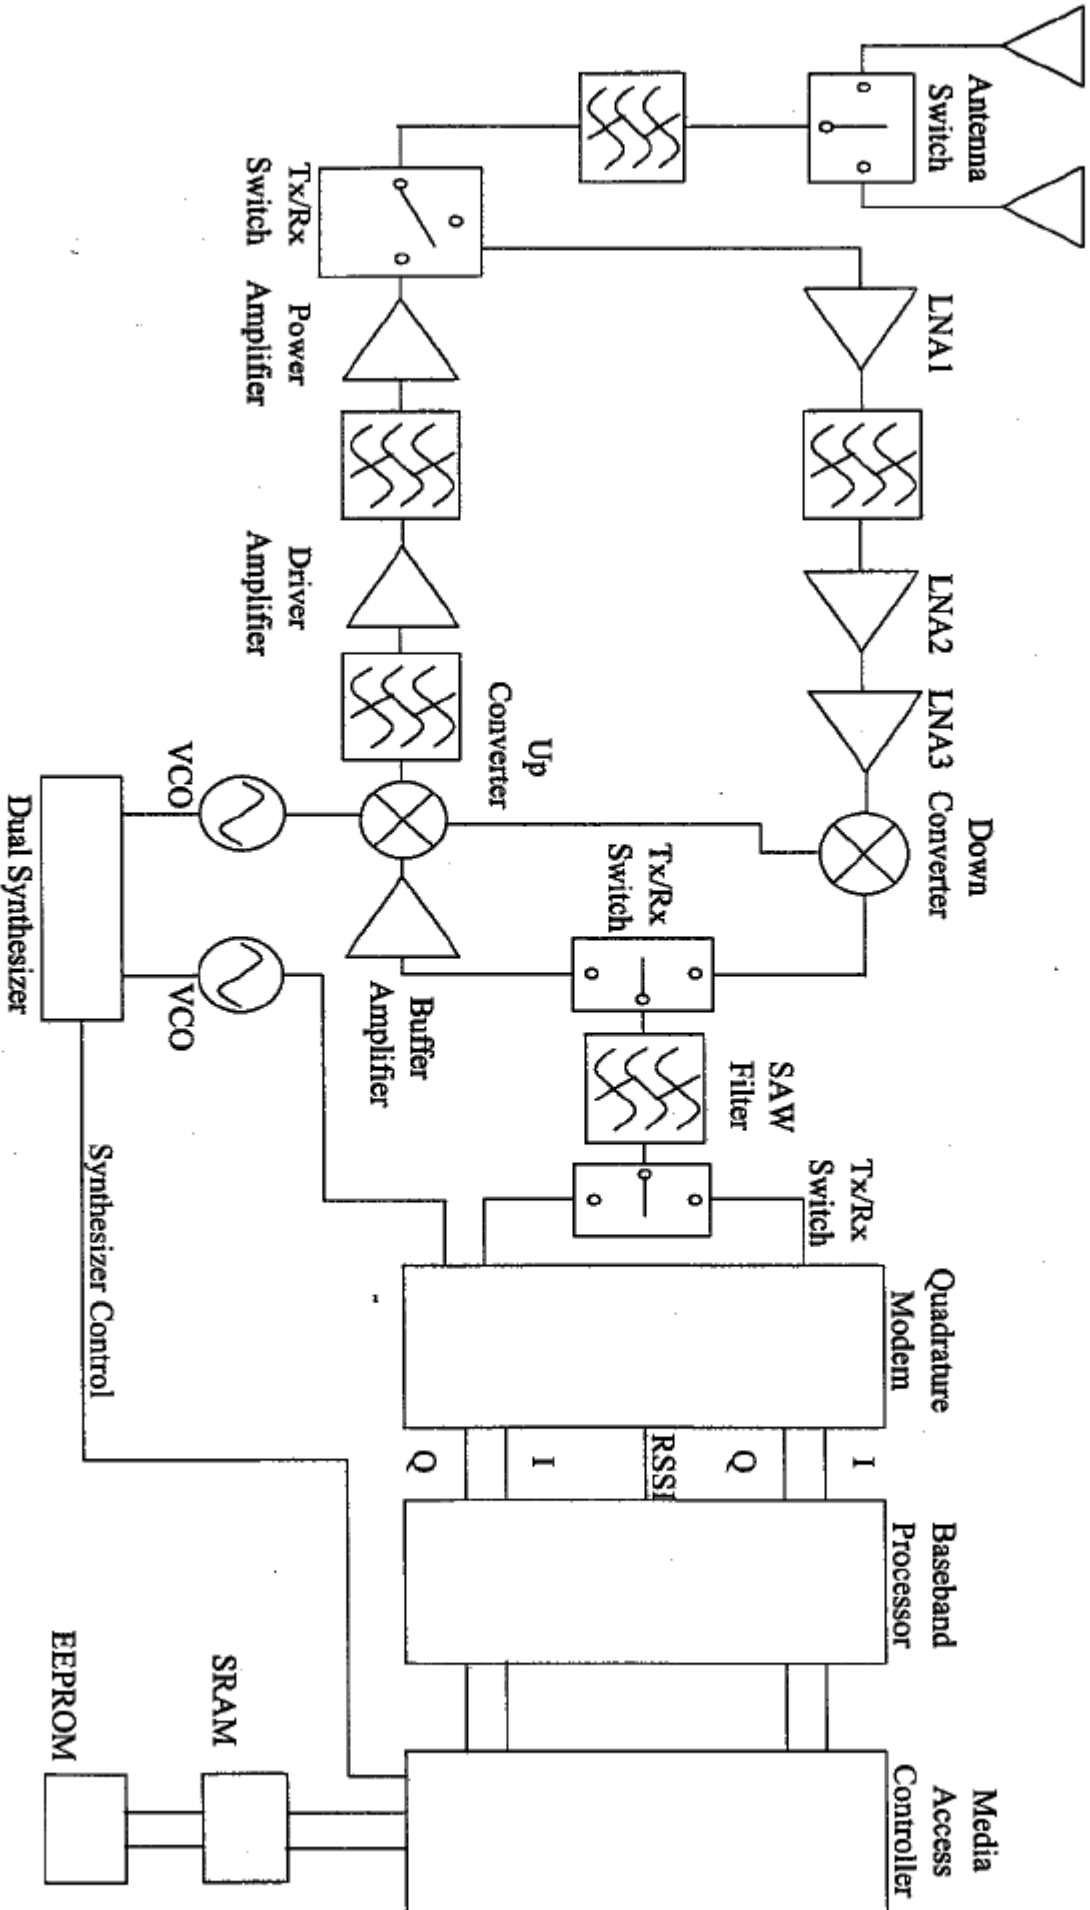 Antenna
Switch
LNA1
LNA2
LNA3
Down
Converter
Tx/Rx
Switch
Power
Amplifier
Driver
Amplifier
Up
Converter
Tx/Rx
Switch
SAW
Filter
Tx/Rx
Switch
Buffer
Amplifier
VCO
VCO
Dual Synthesizer
Synthesizer Control
Quadrature
Modem
I
Q
RSSI
I
Q
Baseband
Processor
Media
Access
Controller
SRAM
EEPROM